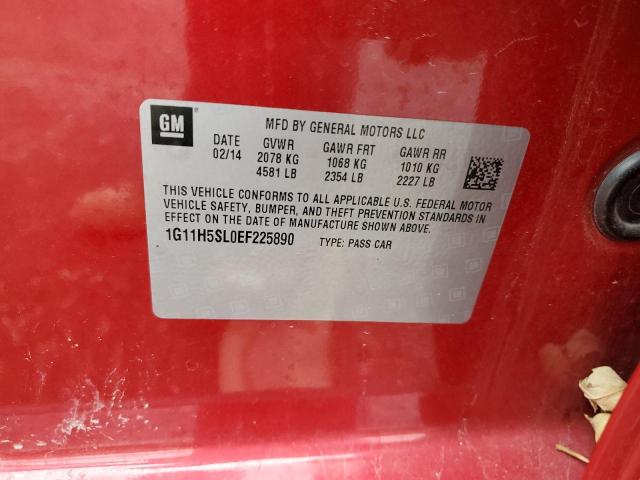 GM
MFD BY GENERAL MOTORS LLC
DATE GVWR GAWR FRT GAWR RR
02/14 2078 KG 1068 KG 1010 KG
4581 LB 2354 LB 2227 LB
THIS VEHICLE CONFORMS TO ALL APPLICABLE U.S. FEDERAL MOTOR
VEHICLE SAFETY, BUMPER, AND THEFT PREVENTION STANDARDS IN
EFFECT ON THE DATE OF MANUFACTURE SHOWN ABOVE.
1G11H5SL0EF225890 TYPE: PASS CAR